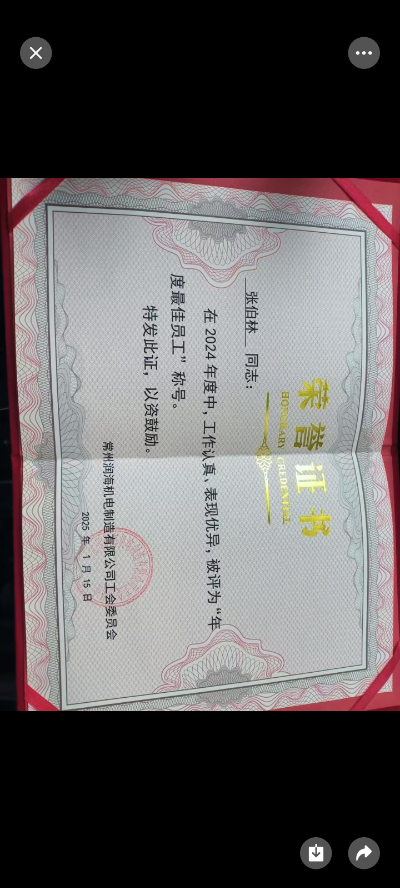 荣誉证书
HONORARY CREDENTIAL
张伯林 同志：
在 2024 年度中，工作认真、表现优异，被评为“年
度最佳员工”称号。
特发此证，以资鼓励。
常州润海机电制造有限公司工会委员会
2025 年 1 月 15 日